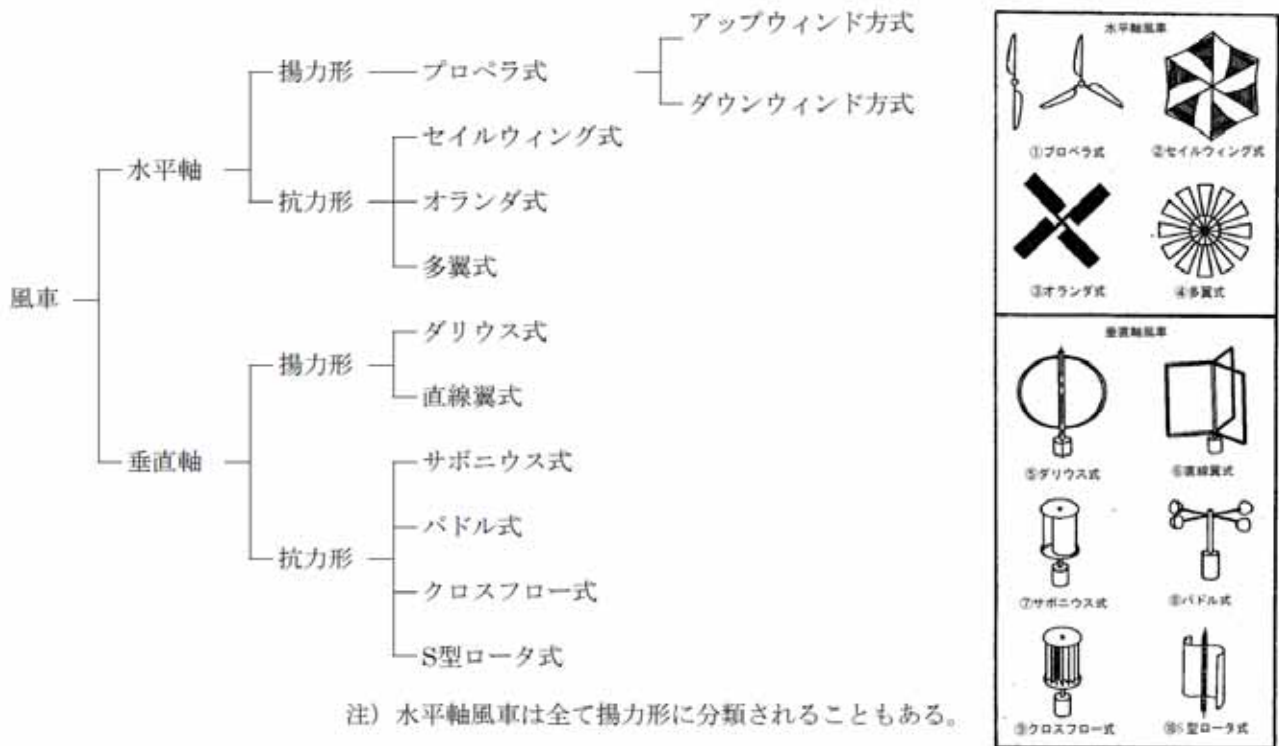 アップウィンド方式
揚力形
プロペラ式
ダウンウィンド方式
セイルウィング式
水平軸
抗力形
オランダ式
多翼式
風車
ダリウス式
揚力形
直線翼式
垂直軸
サボニウス式
パドル式
抗力形
クロスフロー式
S型ロータ式
注）水平軸風車は全て揚力形に分類されることもある。
水平軸風車
①プロペラ式
②セイルウィング式
③オランダ式
④多翼式
垂直軸風車
⑤ダリウス式
⑥直線翼式
⑦サボニウス式
⑧パドル式
⑨クロスフロー式
⑩S型ロータ式